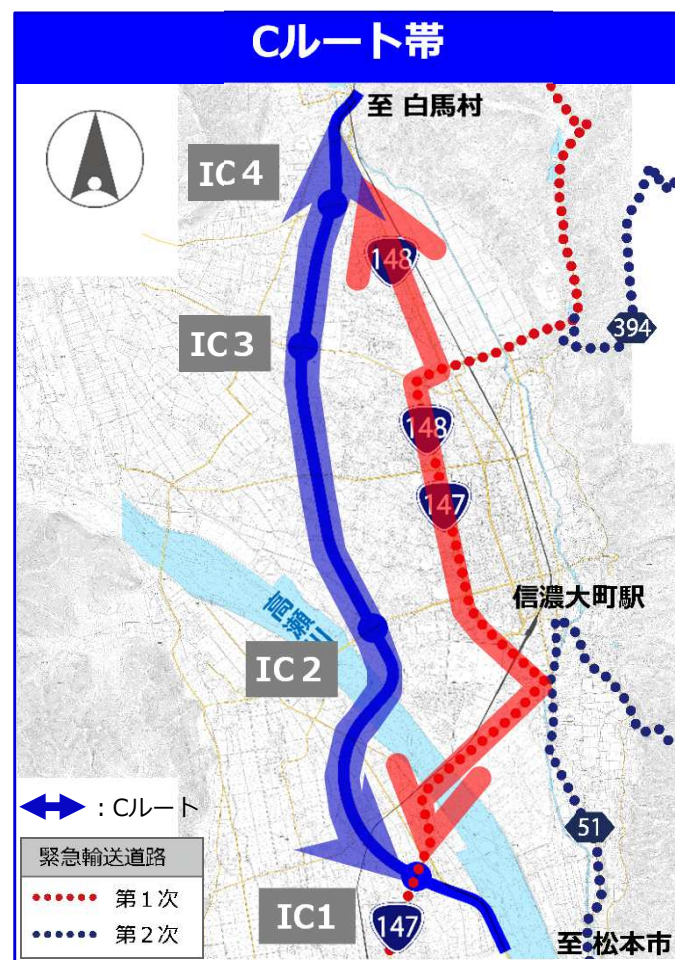 Cルート帯
至 白馬村
IC4
148
394
IC3
148
147
信濃大町駅
高瀬
IC2
: Cルート
51
緊急輸送道路
第1次
第2次
IC1
147
至 松本市